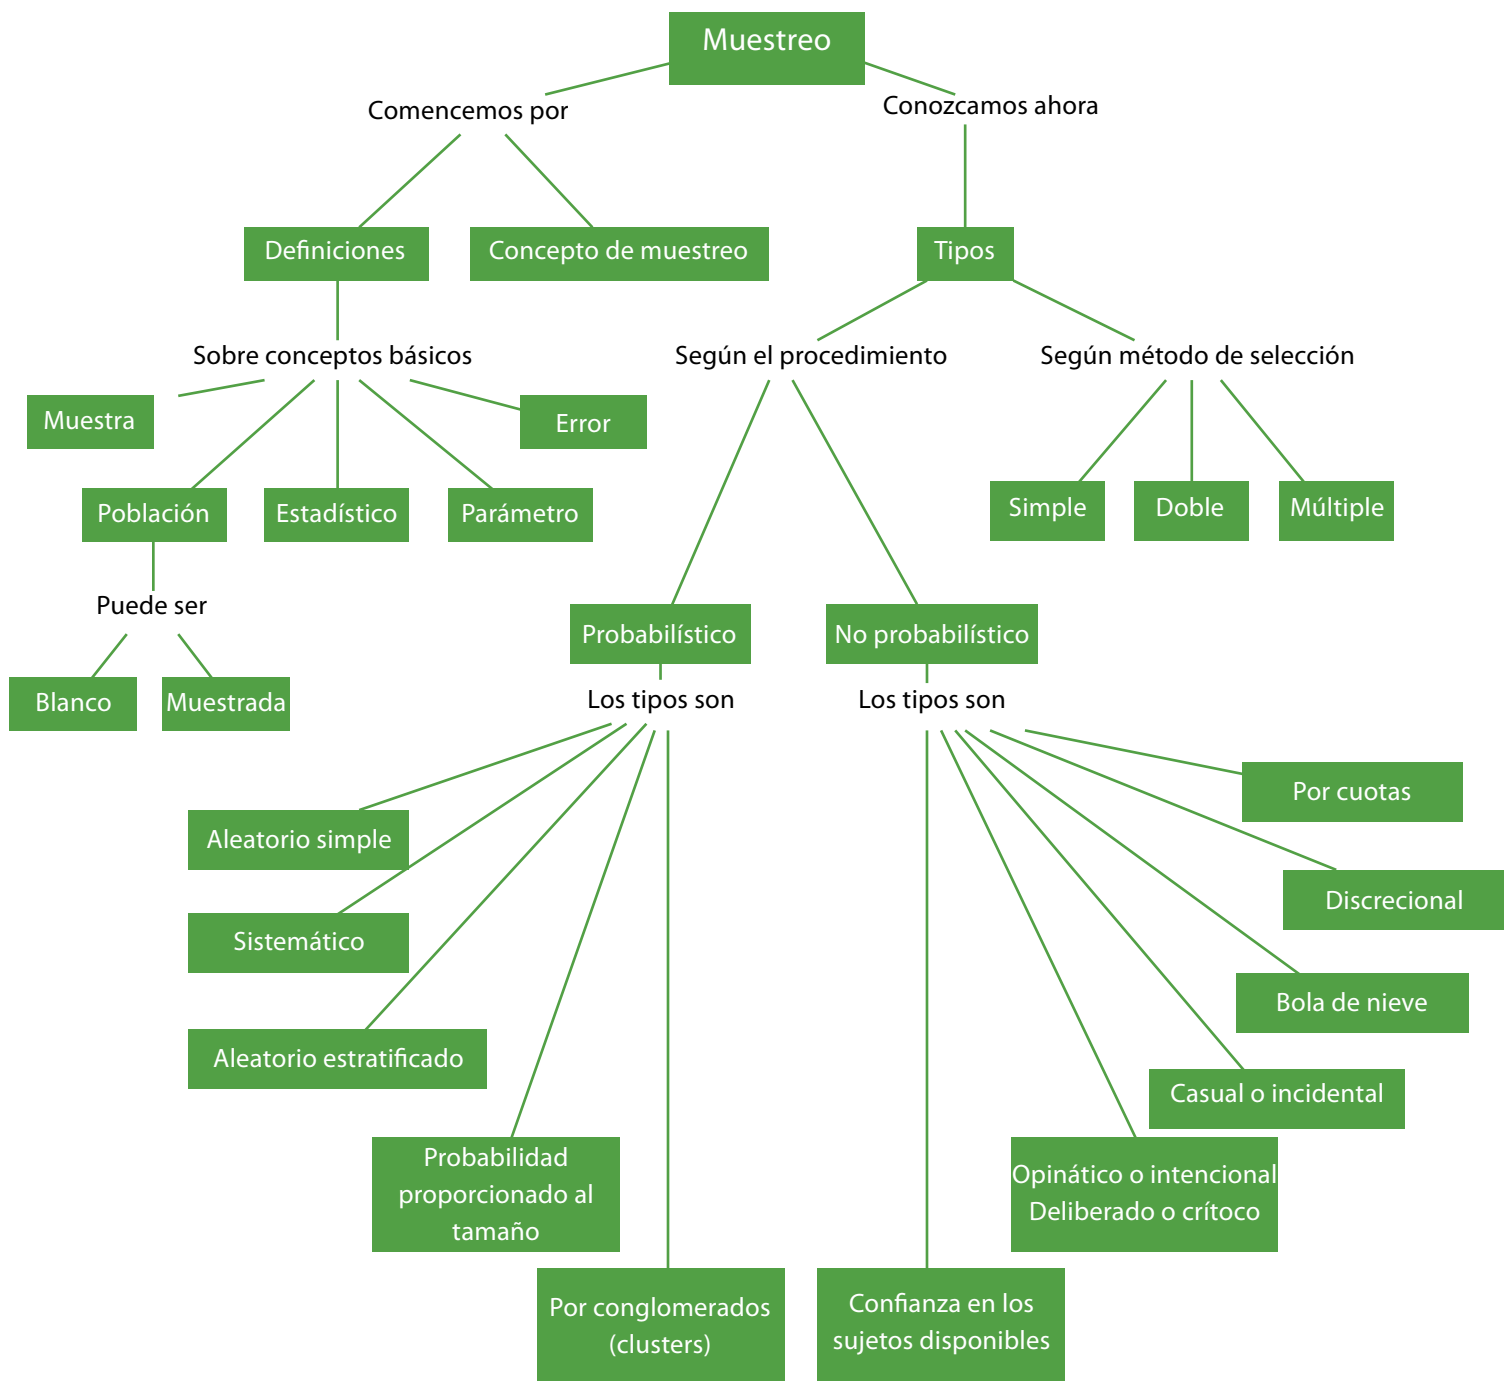 Muestreo
Comencemos por
Conozcamos ahora
Definiciones
Concepto de muestreo
Tipos
Sobre conceptos básicos
Según el procedimiento
Según método de selección
Muestra
Error
Población
Estadístico
Parámetro
Simple
Doble
Múltiple
Puede ser
Probabilístico
No probabilístico
Blanco
Muestrada
Los tipos son
Los tipos son
Por cuotas
Aleatorio simple
Discrecional
Sistemático
Bola de nieve
Aleatorio estratificado
Casual o incidental
Probabilidad
proporcionado al
tamaño
Opinático o intencional
Deliberado o crítoco
Por conglomerados
(clusters)
Confianza en los
sujetos disponibles